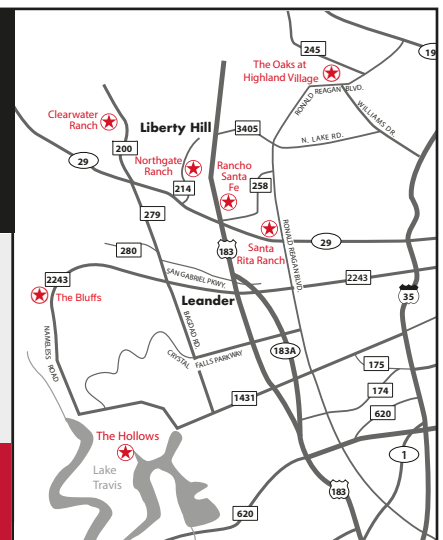 245
The Oaks at
Highland Village
RONALD REAGAN BLVD.
WILLIAMS DR.
Clearwater
Ranch
Liberty Hill
3405
N. LAKE RD.
200
29
Northgate
Ranch
Rancho
Santa
Fe
214
258
279
RONALD REAGAN BLVD.
Santa
Rita Ranch
29
280
183
2243
SAN GABRIEL PKWY.
2243
The Bluffs
Leander
35
NAMELESS ROAD
BAGDAD RD.
CRYSTAL FALLS PARKWAY
183A
175
174
1431
620
The Hollows
Lake
Travis
1
183
620